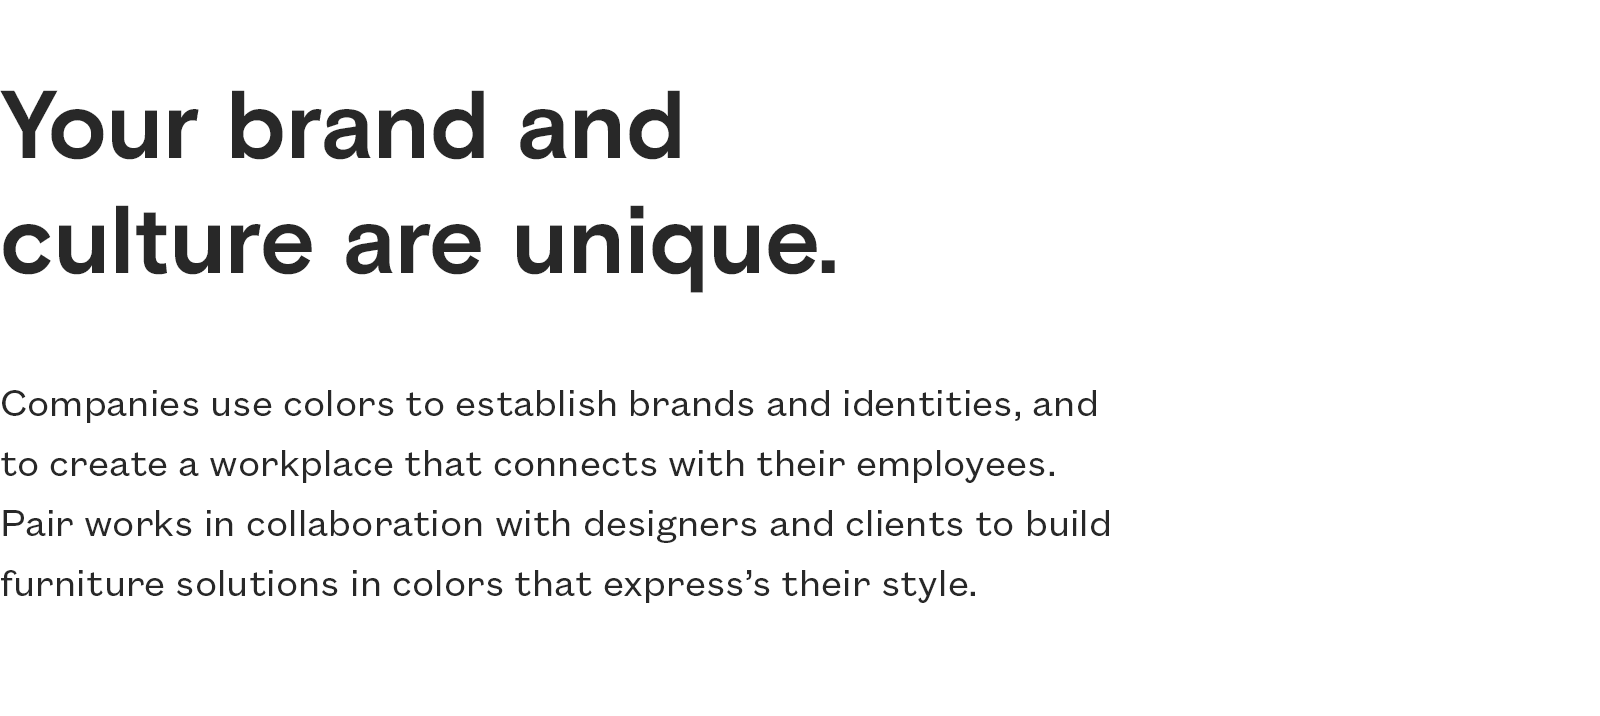 Your brand and
culture are unique.
Companies use colors to establish brands and identities, and
to create a workplace that connects with their employees.
Pair works in collaboration with designers and clients to build
furniture solutions in colors that express’s their style.